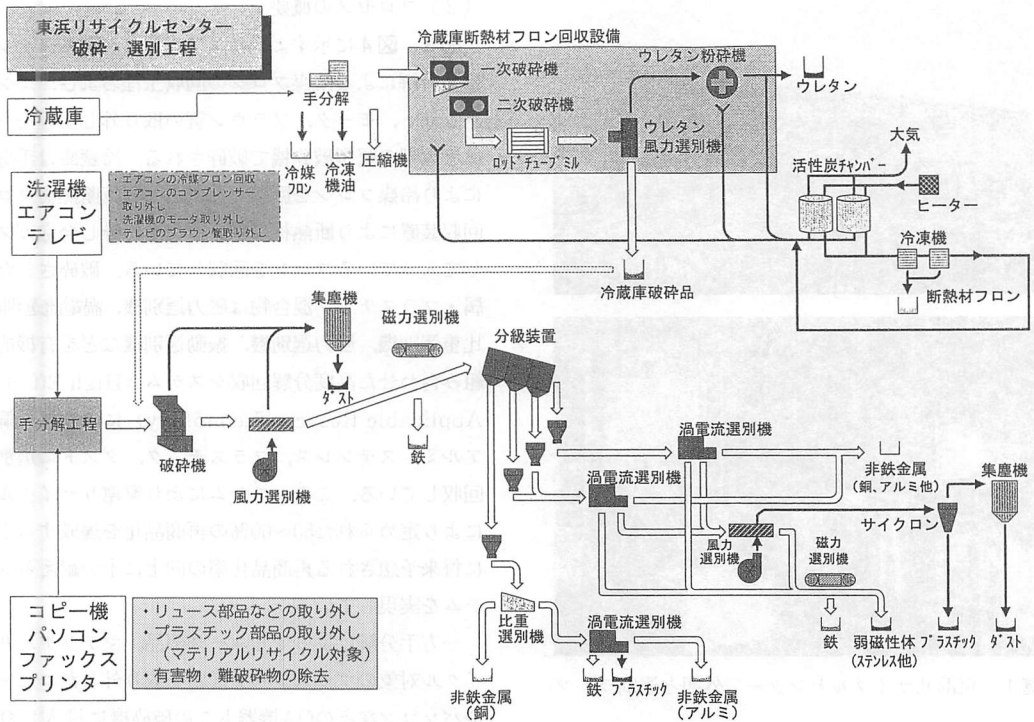 東浜リサイクルセンター
破砕・選別工程
冷蔵庫
手分解
冷媒
フロン
冷凍
機油
圧縮機
冷蔵庫断熱材フロン回収設備
一次破砕機
二次破砕機
ロッドチューブミル
ウレタン粉砕機
ウレタン
風力選別機
ウレタン
大気
活性炭チャンバー
ヒーター
冷凍機
断熱材フロン
冷蔵庫破砕品
洗濯機
エアコン
テレビ
・エアコンの冷媒フロン回収
・エアコンのコンプレッサー
取り外し
・洗濯機のモータ取り外し
・テレビのブラウン管取り外し
手分解工程
破砕機
風力選別機
集塵機
ダスト
磁力選別機
鉄
分級装置
渦電流選別機
渦電流選別機
非鉄金属
(銅、アルミ他)
サイクロン
集塵機
風力
選別機
磁力
選別機
鉄
弱磁性体
(ステンレス他)
プラスチック
ダスト
比重
選別機
渦電流選別機
非鉄金属
(銅)
鉄
プラスチック
非鉄金属
(アルミ)
コピー機
パソコン
ファックス
プリンター
・リュース部品などの取り外し
・プラスチック部品の取り外し
(マテリアルリサイクル対象)
・有害物・難破砕物の除去